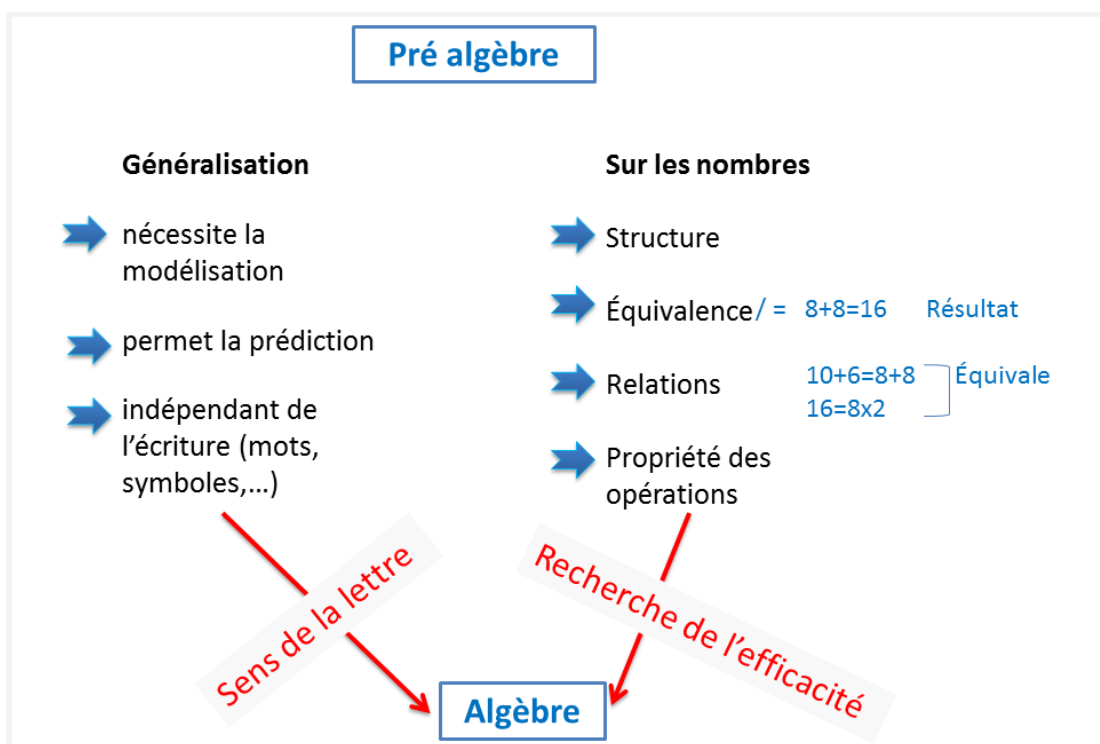 Pré algèbre
Généralisation
nécessite la
modélisation
permet la prédiction
indépendant de
l'écriture (mots,
symboles,...)
Sur les nombres
Structure
Équivalence / = 8+8=16 Résultat
Relations 10+6=8+8 Équivale
16=8x2
Propriété des
opérations
Sens de la lettre
Recherche de l'efficacité
Algèbre